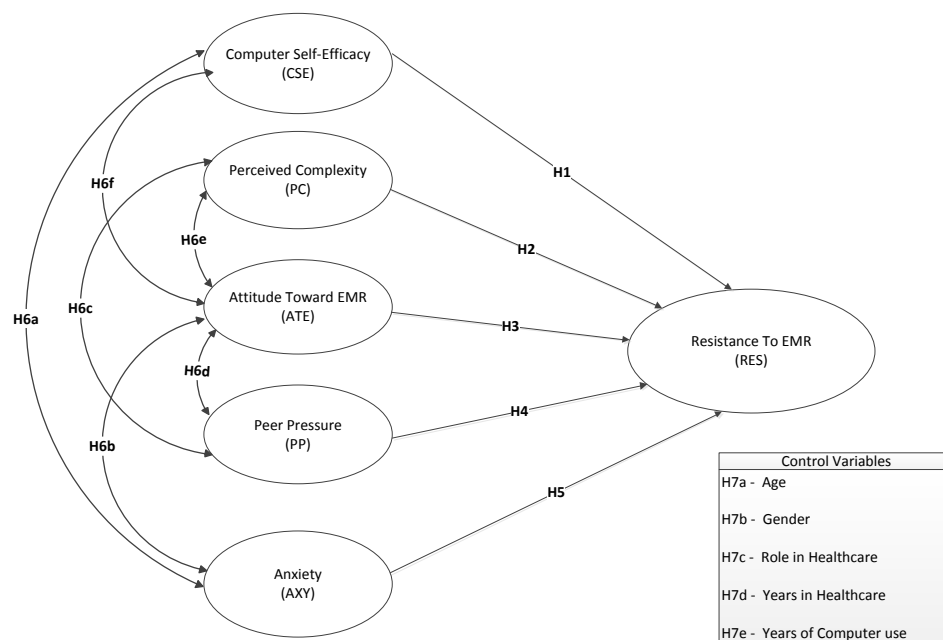 Computer Self-Efficacy
(CSE)
H1
Perceived Complexity
(PC)
H6f
H2
H6e
Attitude Toward EMR
(ATE)
H6a
H6c
H3
Resistance To EMR
(RES)
H6d
Peer Pressure
(PP)
H4
H6b
H5
Anxiety
(AXY)
Control Variables
H7a - Age
H7b - Gender
H7c - Role in Healthcare
H7d - Years in Healthcare
H7e - Years of Computer use